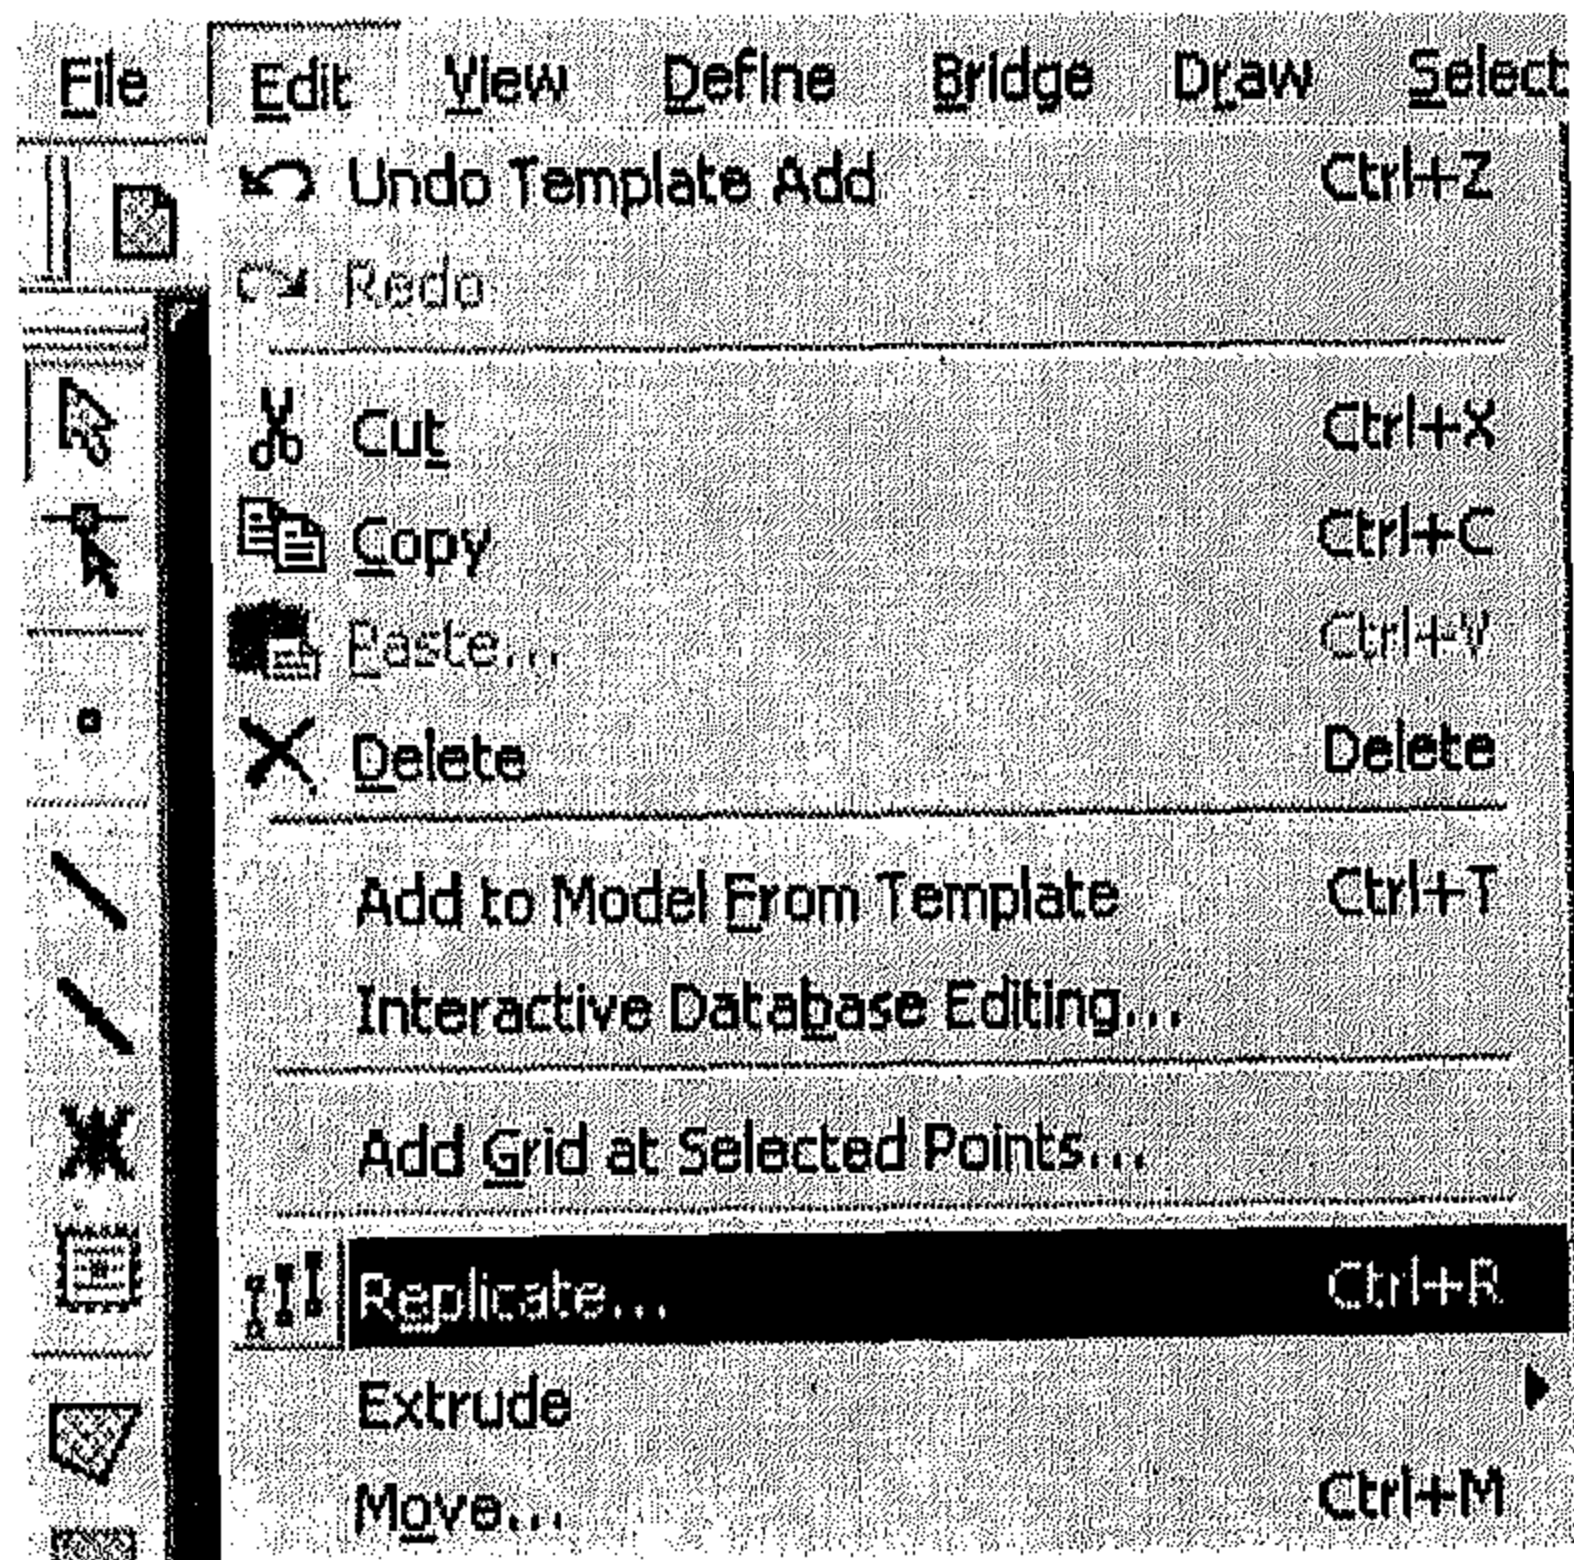 File Edit View Define Bridge Draw Select
Undo Template Add Ctrl+Z
Redo
Cut Ctrl+X
Copy Ctrl+C
Paste... Ctrl+V
Delete Delete
Add to Model From Template Ctrl+T
Interactive Database Editing...
Add Grid at Selected Points...
Replicate... Ctrl+R
Extrude
Move... Ctrl+M